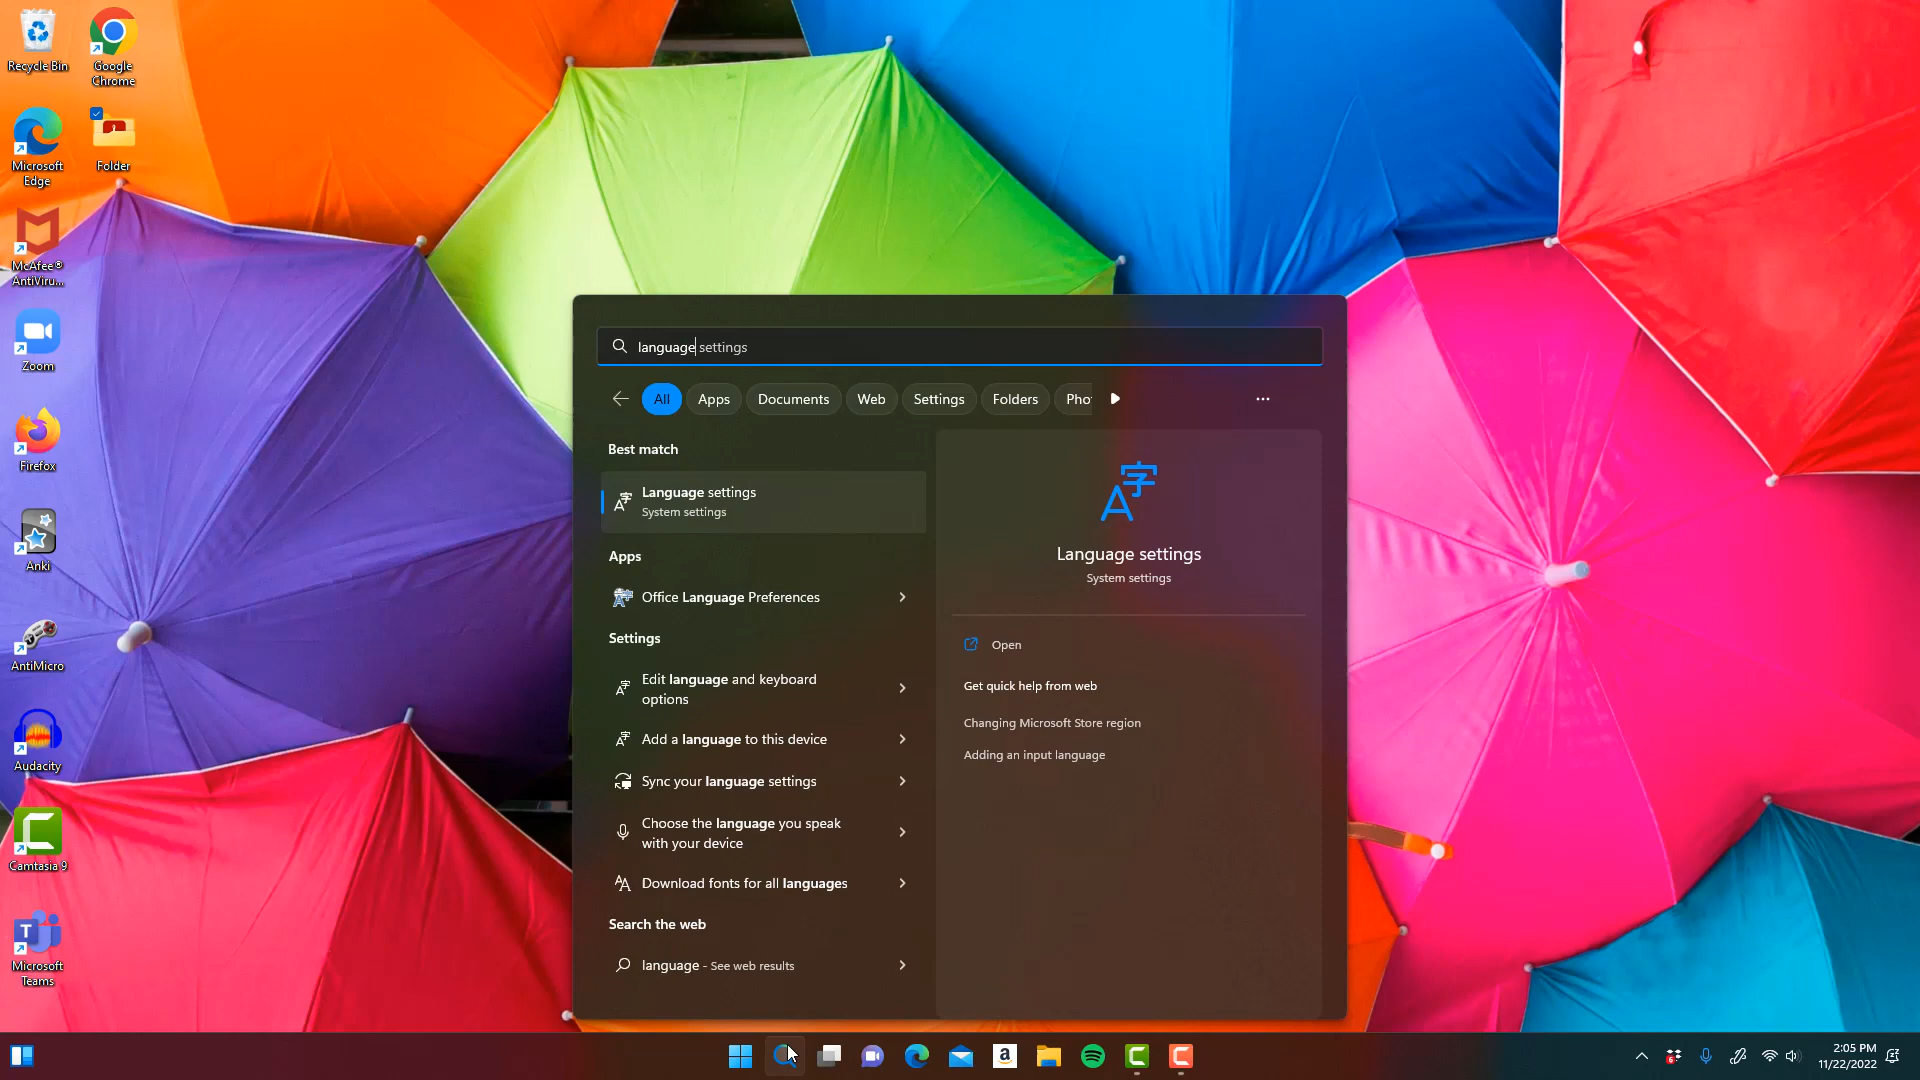 Recycle Bin
Google
Chrome
Microsoft
Edge
Folder
McAfee®
AntiViru...
Zoom
Firefox
Anki
AntiMicro
Audacity
Camtasia 9
Microsoft
Teams
language settings
All
Apps
Documents
Web
Settings
Folders
Pho
Best match
Language settings
System settings
Apps
Office Language Preferences
Settings
Edit language and keyboard
options
Add a language to this device
Sync your language settings
Choose the language you speak
with your device
Download fonts for all languages
Search the web
language - See web results
Language settings
System settings
Open
Get quick help from web
Changing Microsoft Store region
Adding an input language
2:05 PM
11/22/2022